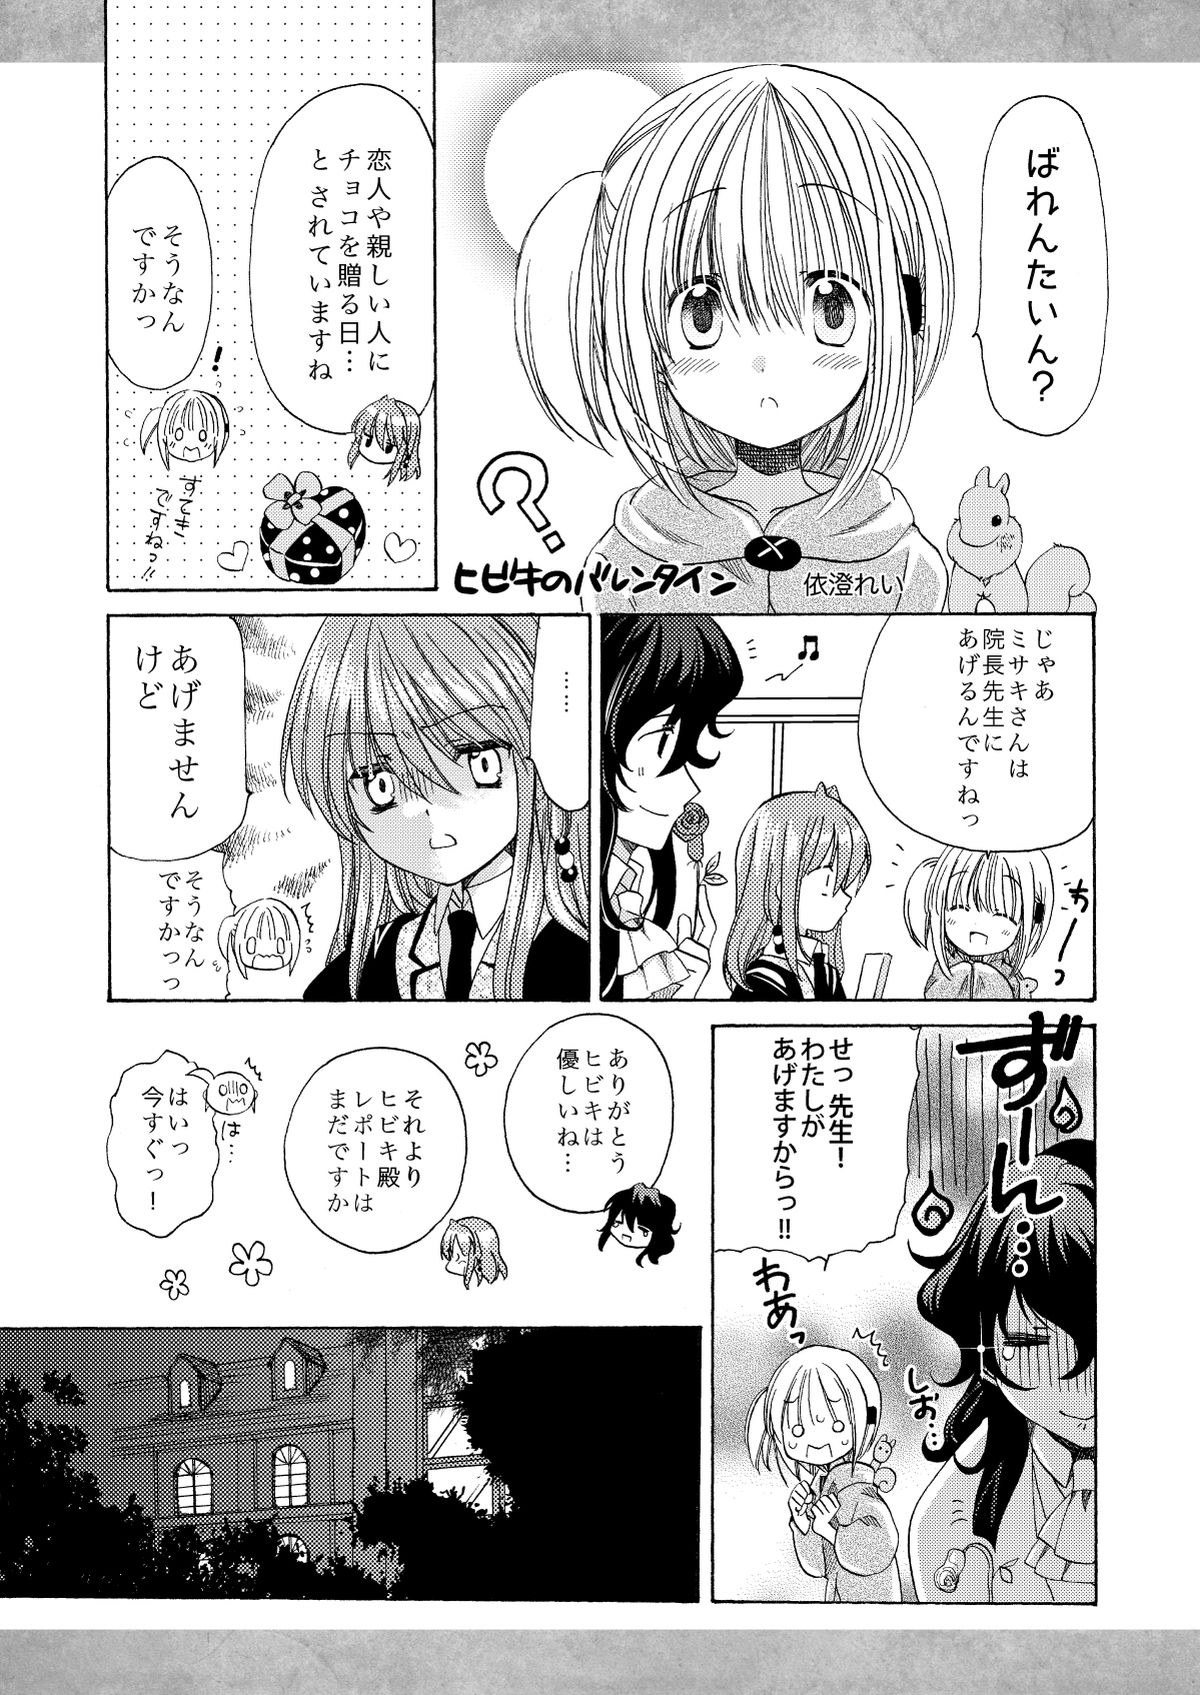 ばれんたいん？
ヒビキのバレンタイン
依澄れい
恋人や親しい人に
チョコを贈る日…
とされていますね
そうなん
ですかっ
！
すてき
ですねっ!!
じゃあ
ミサキさんは
院長先生に
あげるんですねっ
わーーっ
……
あげません
けど
そうなん
ですかっっ
ずーん…
せっ先生！
わたしが
あげますからっ!!
わあっ
しお…
ありがとう
ヒビキは
優しいね…
それより
ヒビキ殿
レポートは
まだですか
は…
はいっ
今すぐっ！